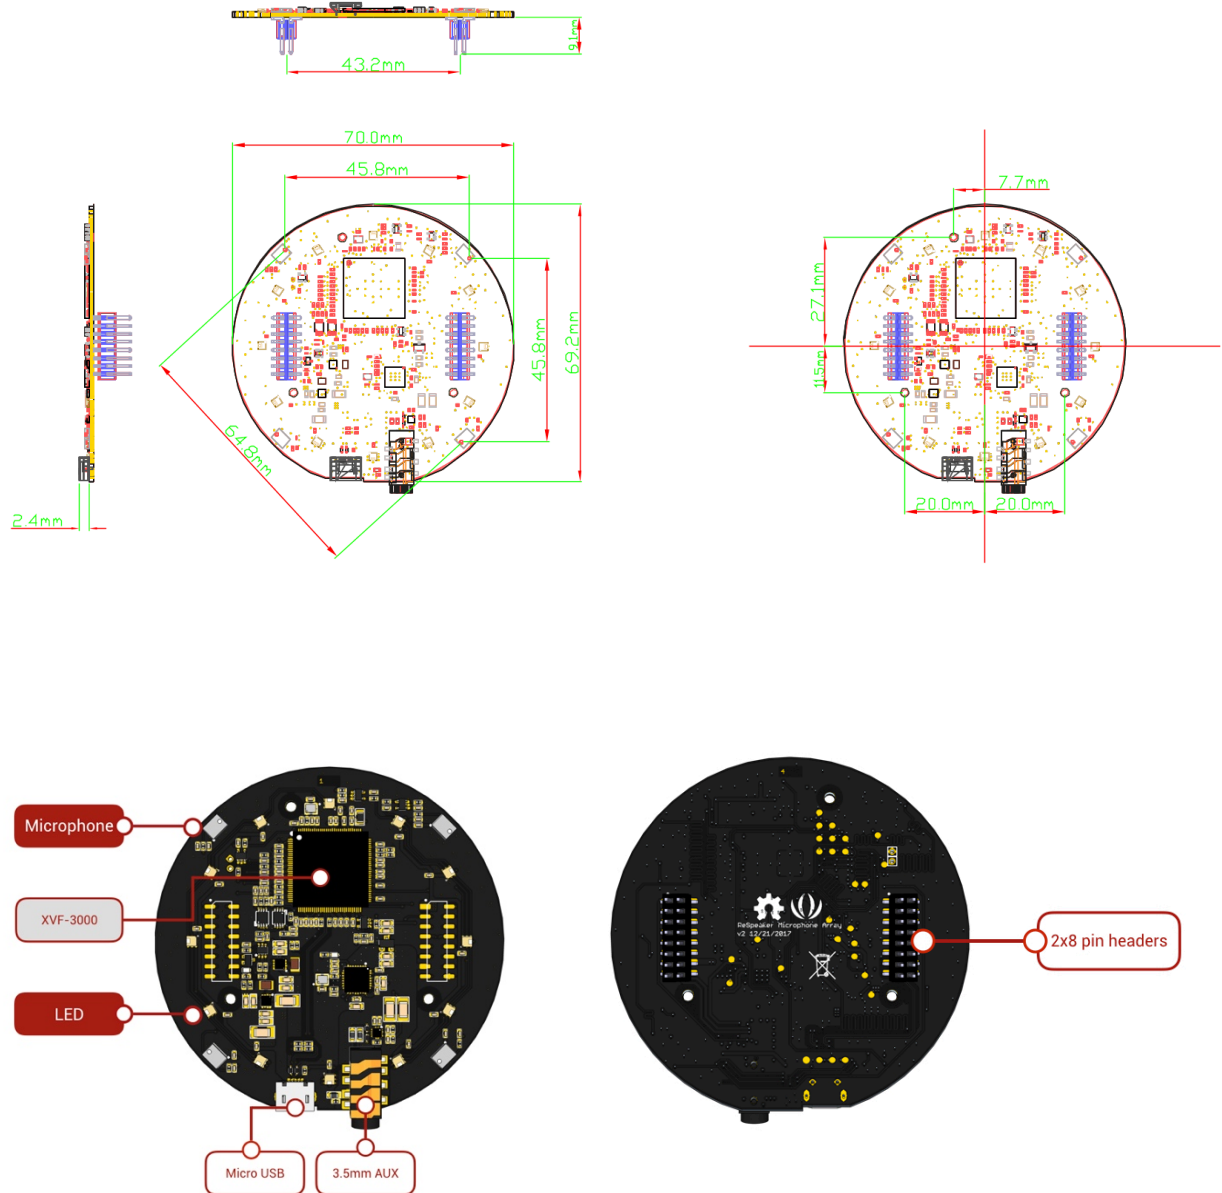 9.1mm
43.2mm
70.0mm
45.8mm
7.7mm
27.1mm
45.8mm
69.2mm
11.5mm
64.8mm
20.0mm
20.0mm
2.4mm
Microphone
XVF-3000
ReSpeaker Microphone Array
v2 12/21/2017
2x8 pin headers
LED
Micro USB
3.5mm AUX